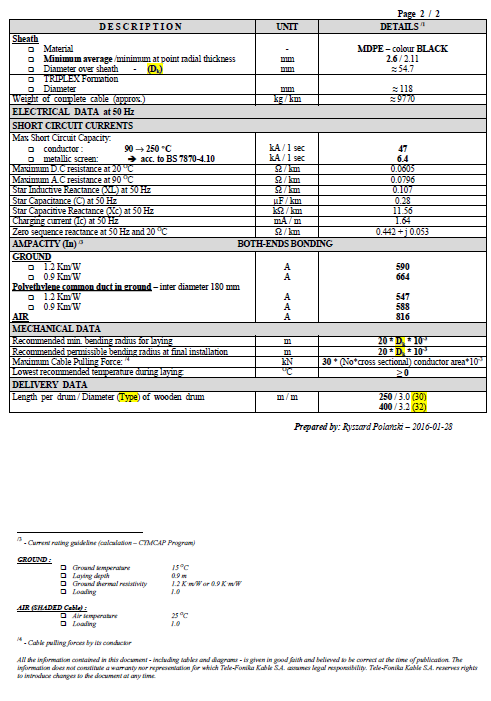 Page 2 / 2
DESCRIPTION UNIT DETAILS /1
Sheath
Material - MDPE – colour BLACK
Minimum average /minimum at point radial thickness mm 2.6 / 2.11
Diameter over sheath - (Dk) mm ≈ 54.7
TRIPLEX Formation
Diameter mm ≈ 118
Weight of complete cable (approx.) kg / km ≈ 9770
ELECTRICAL DATA at 50 Hz
SHORT CIRCUIT CURRENTS
Max Short Circuit Capacity:
conductor : 90 → 250 °C kA / 1 sec 47
metallic screen: ➔ acc. to BS 7870-4.10 kA / 1 sec 6.4
Maximum D.C resistance at 20 °C Ω / km 0.0605
Maximum A.C resistance at 90 °C Ω / km 0.0796
Star Inductive Reactance (XL) at 50 Hz Ω / km 0.107
Star Capacitance (C) at 50 Hz μF / km 0.28
Star Capacitive Reactance (Xc) at 50 Hz kΩ / km 11.56
Charging current (Ic) at 50 Hz mA / m 1.64
Zero sequence reactance at 50 Hz and 20 °C Ω / km 0.442 + j 0.053
AMPACITY (In) /3 BOTH-ENDS BONDING
GROUND
1.2 Km/W A 590
0.9 Km/W A 664
Polyethylene common duct in ground – inter diameter 180 mm
1.2 Km/W A 547
0.9 Km/W A 588
AIR A 816
MECHANICAL DATA
Recommended min. bending radius for laying m 20 * Dk * 10-3
Recommended permissible bending radius at final installation m 20 * Dk * 10-3
Maximum Cable Pulling Force: /4 kN 30 * (No*cross sectional) conductor area*10-3
Lowest recommended temperature during laying: °C ≥ 0
DELIVERY DATA
Length per drum / Diameter (Type) of wooden drum m / m 250 / 3.0 (30)
400 / 3.2 (32)
Prepared by: Ryszard Polanski – 2016-01-28
/3 - Current rating guideline (calculation – CYMCAP Program)
GROUND :
Ground temperature 15 °C
Laying depth 0.9 m
Ground thermal resistivity 1.2 K·m/W or 0.9 K·m/W
Loading 1.0
AIR (SHADED Cable) :
Air temperature 25 °C
Loading 1.0
/4 - Cable pulling forces by its conductor
All the information contained in this document - including tables and diagrams - is given in good faith and believed to be correct at the time of publication. The
information does not constitute a warranty nor representation for which Tele-Fonika Kable S.A. assumes legal responsibility. Tele-Fonika Kable S.A. reserves rights
to introduce changes to the document at any time.